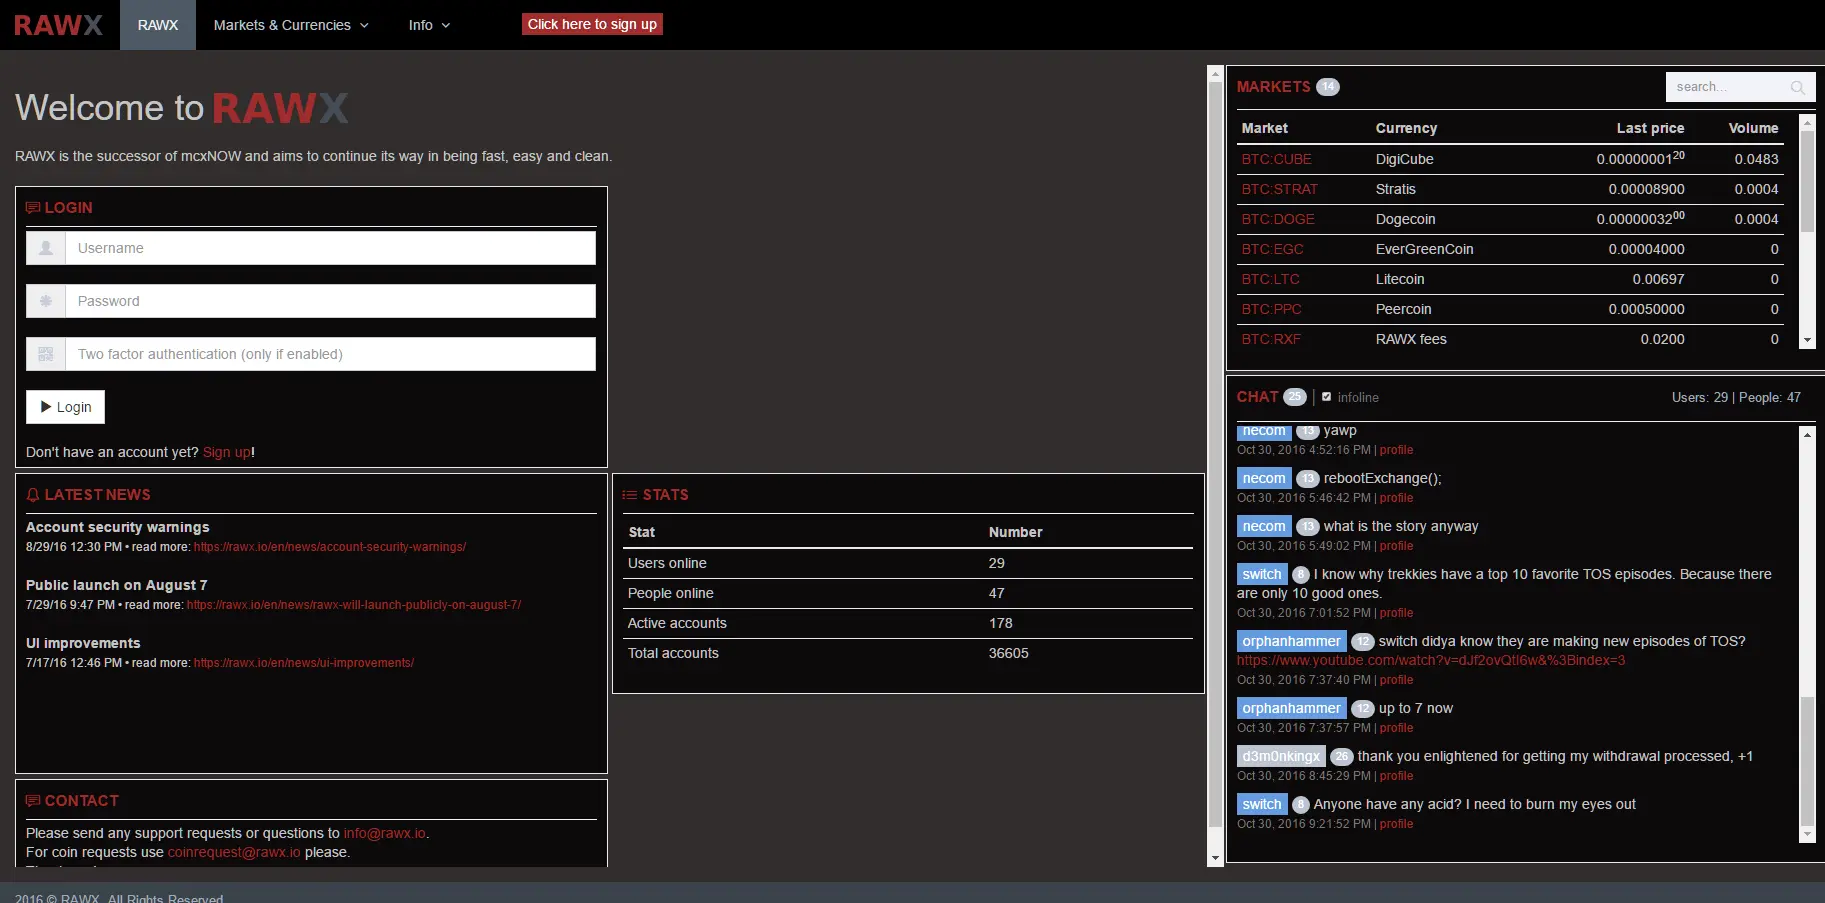 RAWX
RAWX
Markets & Currencies
Info
Click here to sign up
Welcome to RAWX
RAWX is the successor of mcxNOW and aims to continue its way in being fast, easy and clean.
LOGIN
Username
Password
Two factor authentication (only if enabled)
Login
Don't have an account yet? Sign up!
LATEST NEWS
Account security warnings
8/29/16 12:30 PM • read more: https://rawx.io/en/news/account-security-warnings/
Public launch on August 7
7/29/16 9:47 PM • read more: https://rawx.io/en/news/rawx-will-launch-publicly-on-august-7/
UI improvements
7/17/16 12:46 PM • read more: https://rawx.io/en/news/ui-improvements/
STATS
Stat Number
Users online 29
People online 47
Active accounts 178
Total accounts 36605
CONTACT
Please send any support requests or questions to info@rawx.io.
For coin requests use coinrequest@rawx.io please.
MARKETS 14
search...
Market Currency Last price Volume
BTC:CUBE DigiCube 0.0000000120 0.0483
BTC:STRAT Stratis 0.00008900 0.0004
BTC:DOGE Dogecoin 0.0000003200 0.0004
BTC:EGC EverGreenCoin 0.00004000 0
BTC:LTC Litecoin 0.00697 0
BTC:PPC Peercoin 0.00050000 0
BTC:RXF RAWX fees 0.0200 0
CHAT 25 | infoline Users: 29 | People: 47
necom 13 yawp
Oct 30, 2016 4:52:16 PM | profile
necom 13 rebootExchange();
Oct 30, 2016 5:46:42 PM | profile
necom 13 what is the story anyway
Oct 30, 2016 5:49:02 PM | profile
switch 8 I know why trekkies have a top 10 favorite TOS episodes. Because there
are only 10 good ones.
Oct 30, 2016 7:01:52 PM | profile
orphanhammer 12 switch didya know they are making new episodes of TOS?
https://www.youtube.com/watch?v=dJf2ovQtI6w&%3Bindex=3
Oct 30, 2016 7:37:40 PM | profile
orphanhammer 12 up to 7 now
Oct 30, 2016 7:37:57 PM | profile
d3m0nkingx 26 thank you enlightened for getting my withdrawal processed, +1
Oct 30, 2016 8:45:29 PM | profile
switch 8 Anyone have any acid? I need to burn my eyes out
Oct 30, 2016 9:21:52 PM | profile
2016 © RAWX. All Rights Reserved